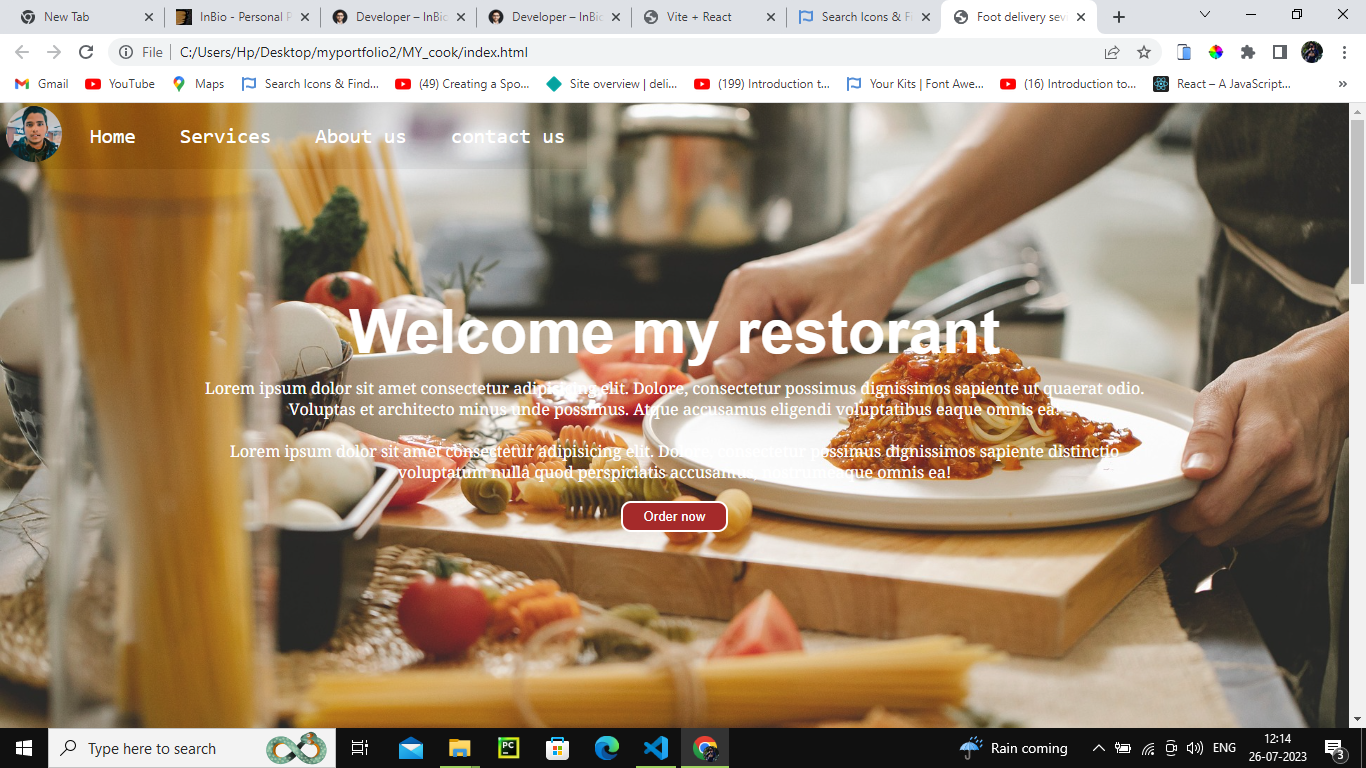 New Tab
InBio - Personal P
Developer – InBio
Developer – InBio
Vite + React
Search Icons & Fi
Foot delivery sev
File
C:/Users/Hp/Desktop/myportfolio2/MY_cook/index.html
Gmail
YouTube
Maps
Search Icons & Find...
(49) Creating a Spo...
Site overview | deli...
(199) Introduction t...
Your Kits | Font Awe...
(16) Introduction to...
React – A JavaScript...
»
Home
Services
About us
contact us
Welcome my restorant
Lorem ipsum dolor sit amet consectetur adipisicing elit. Dolore, consectetur possimus dignissimos sapiente ut quaerat odio.
Voluptas et architecto minus unde possimus. Atque accusamus eligendi voluptatibus eaque omnis ea!
Lorem ipsum dolor sit amet consectetur adipisicing elit. Dolore, consectetur possimus dignissimos sapiente distinctio
voluptatum nulla quod perspiciatis accusamus, omnis ea!
Order now
Type here to search
PC
Rain coming
ENG
12:14
26-07-2023
3